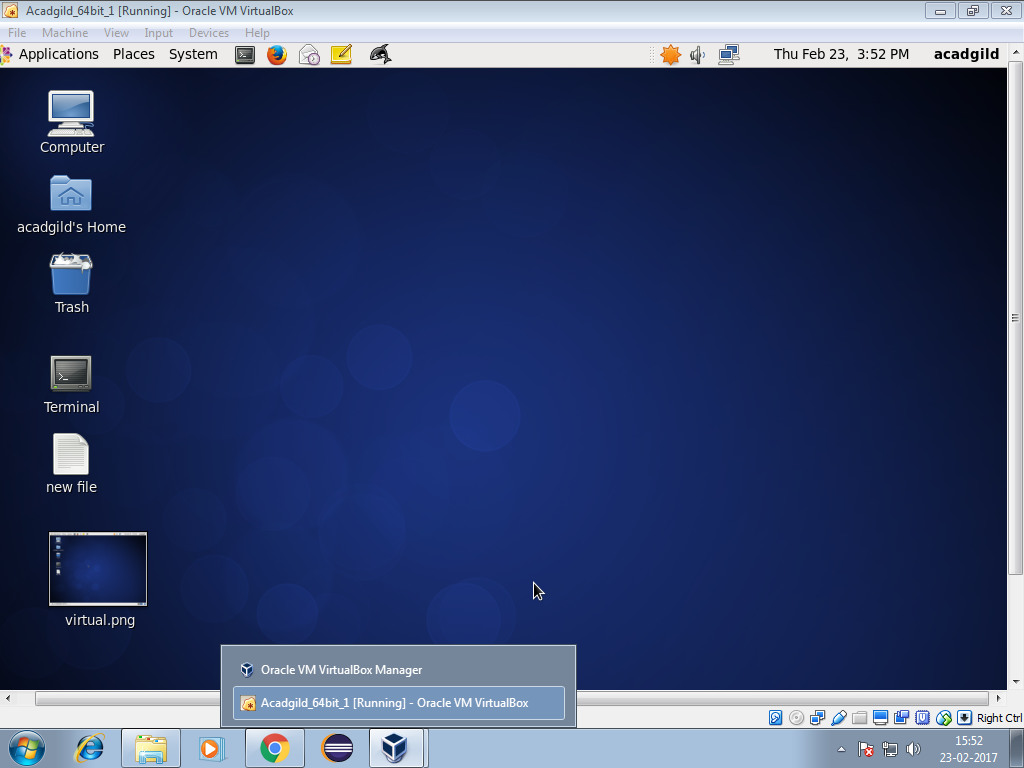 Acadgild_64bit_1 [Running] - Oracle VM VirtualBox
File Machine View Input Devices Help
Applications Places System Thu Feb 23, 3:52 PM acadgild
Computer
acadgild's Home
Trash
Terminal
new file
virtual.png
Oracle VM VirtualBox Manager
Acadgild_64bit_1 [Running] - Oracle VM VirtualBox
Right Ctrl
15:52
23-02-2017